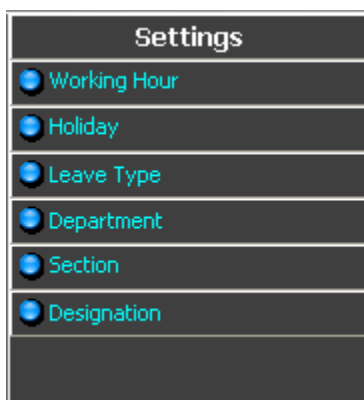 Settings
Working Hour
Holiday
Leave Type
Department
Section
Designation